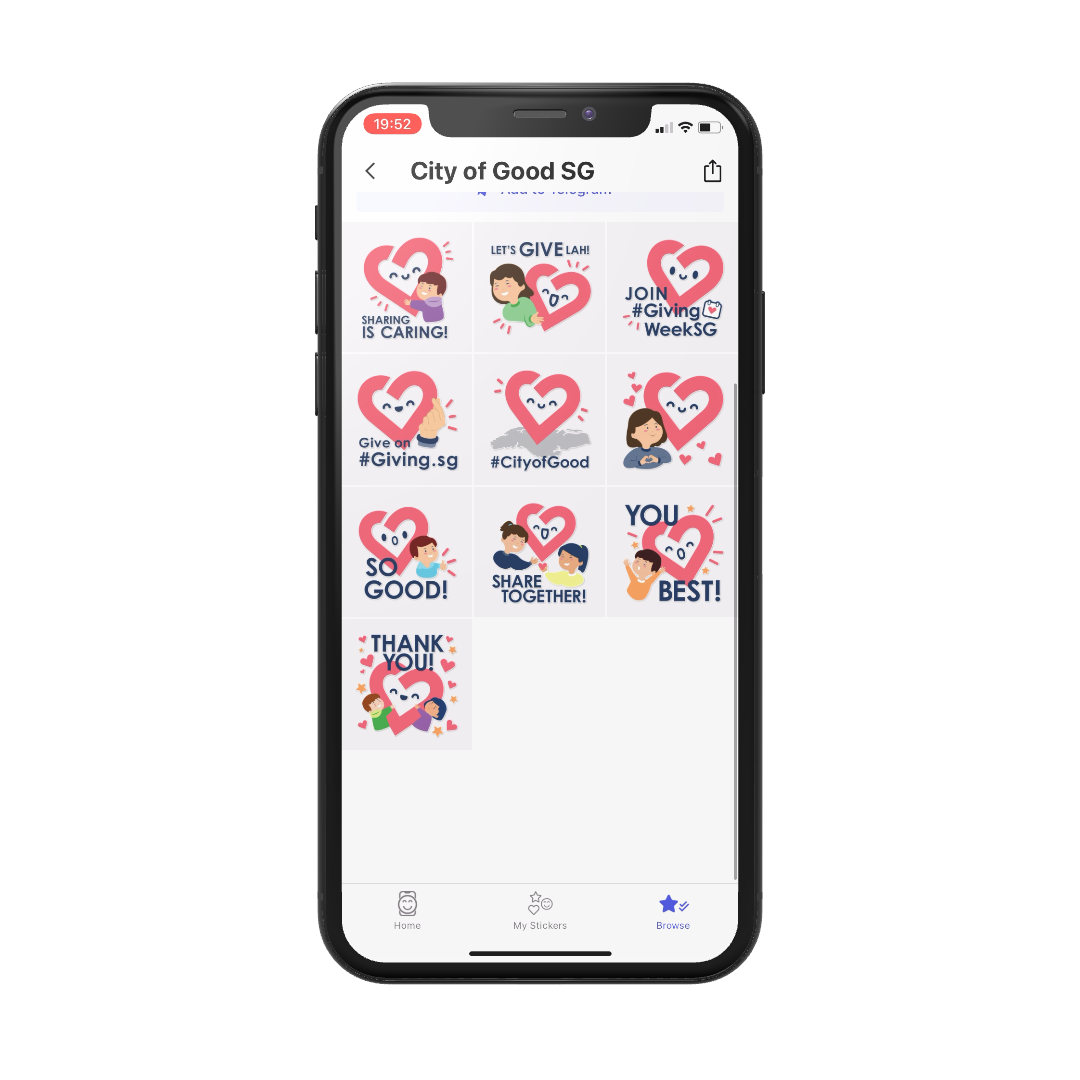 19:52
City of Good SG
Add to Telegram
SHARING
IS CARING!
LET'S GIVE LAH!
JOIN
#Giving
WeekSG
Give on
#Giving.sg
#CityofGood
SO
GOOD!
SHARE
TOGETHER!
YOU
BEST!
THANK
YOU!
Home
My Stickers
Browse